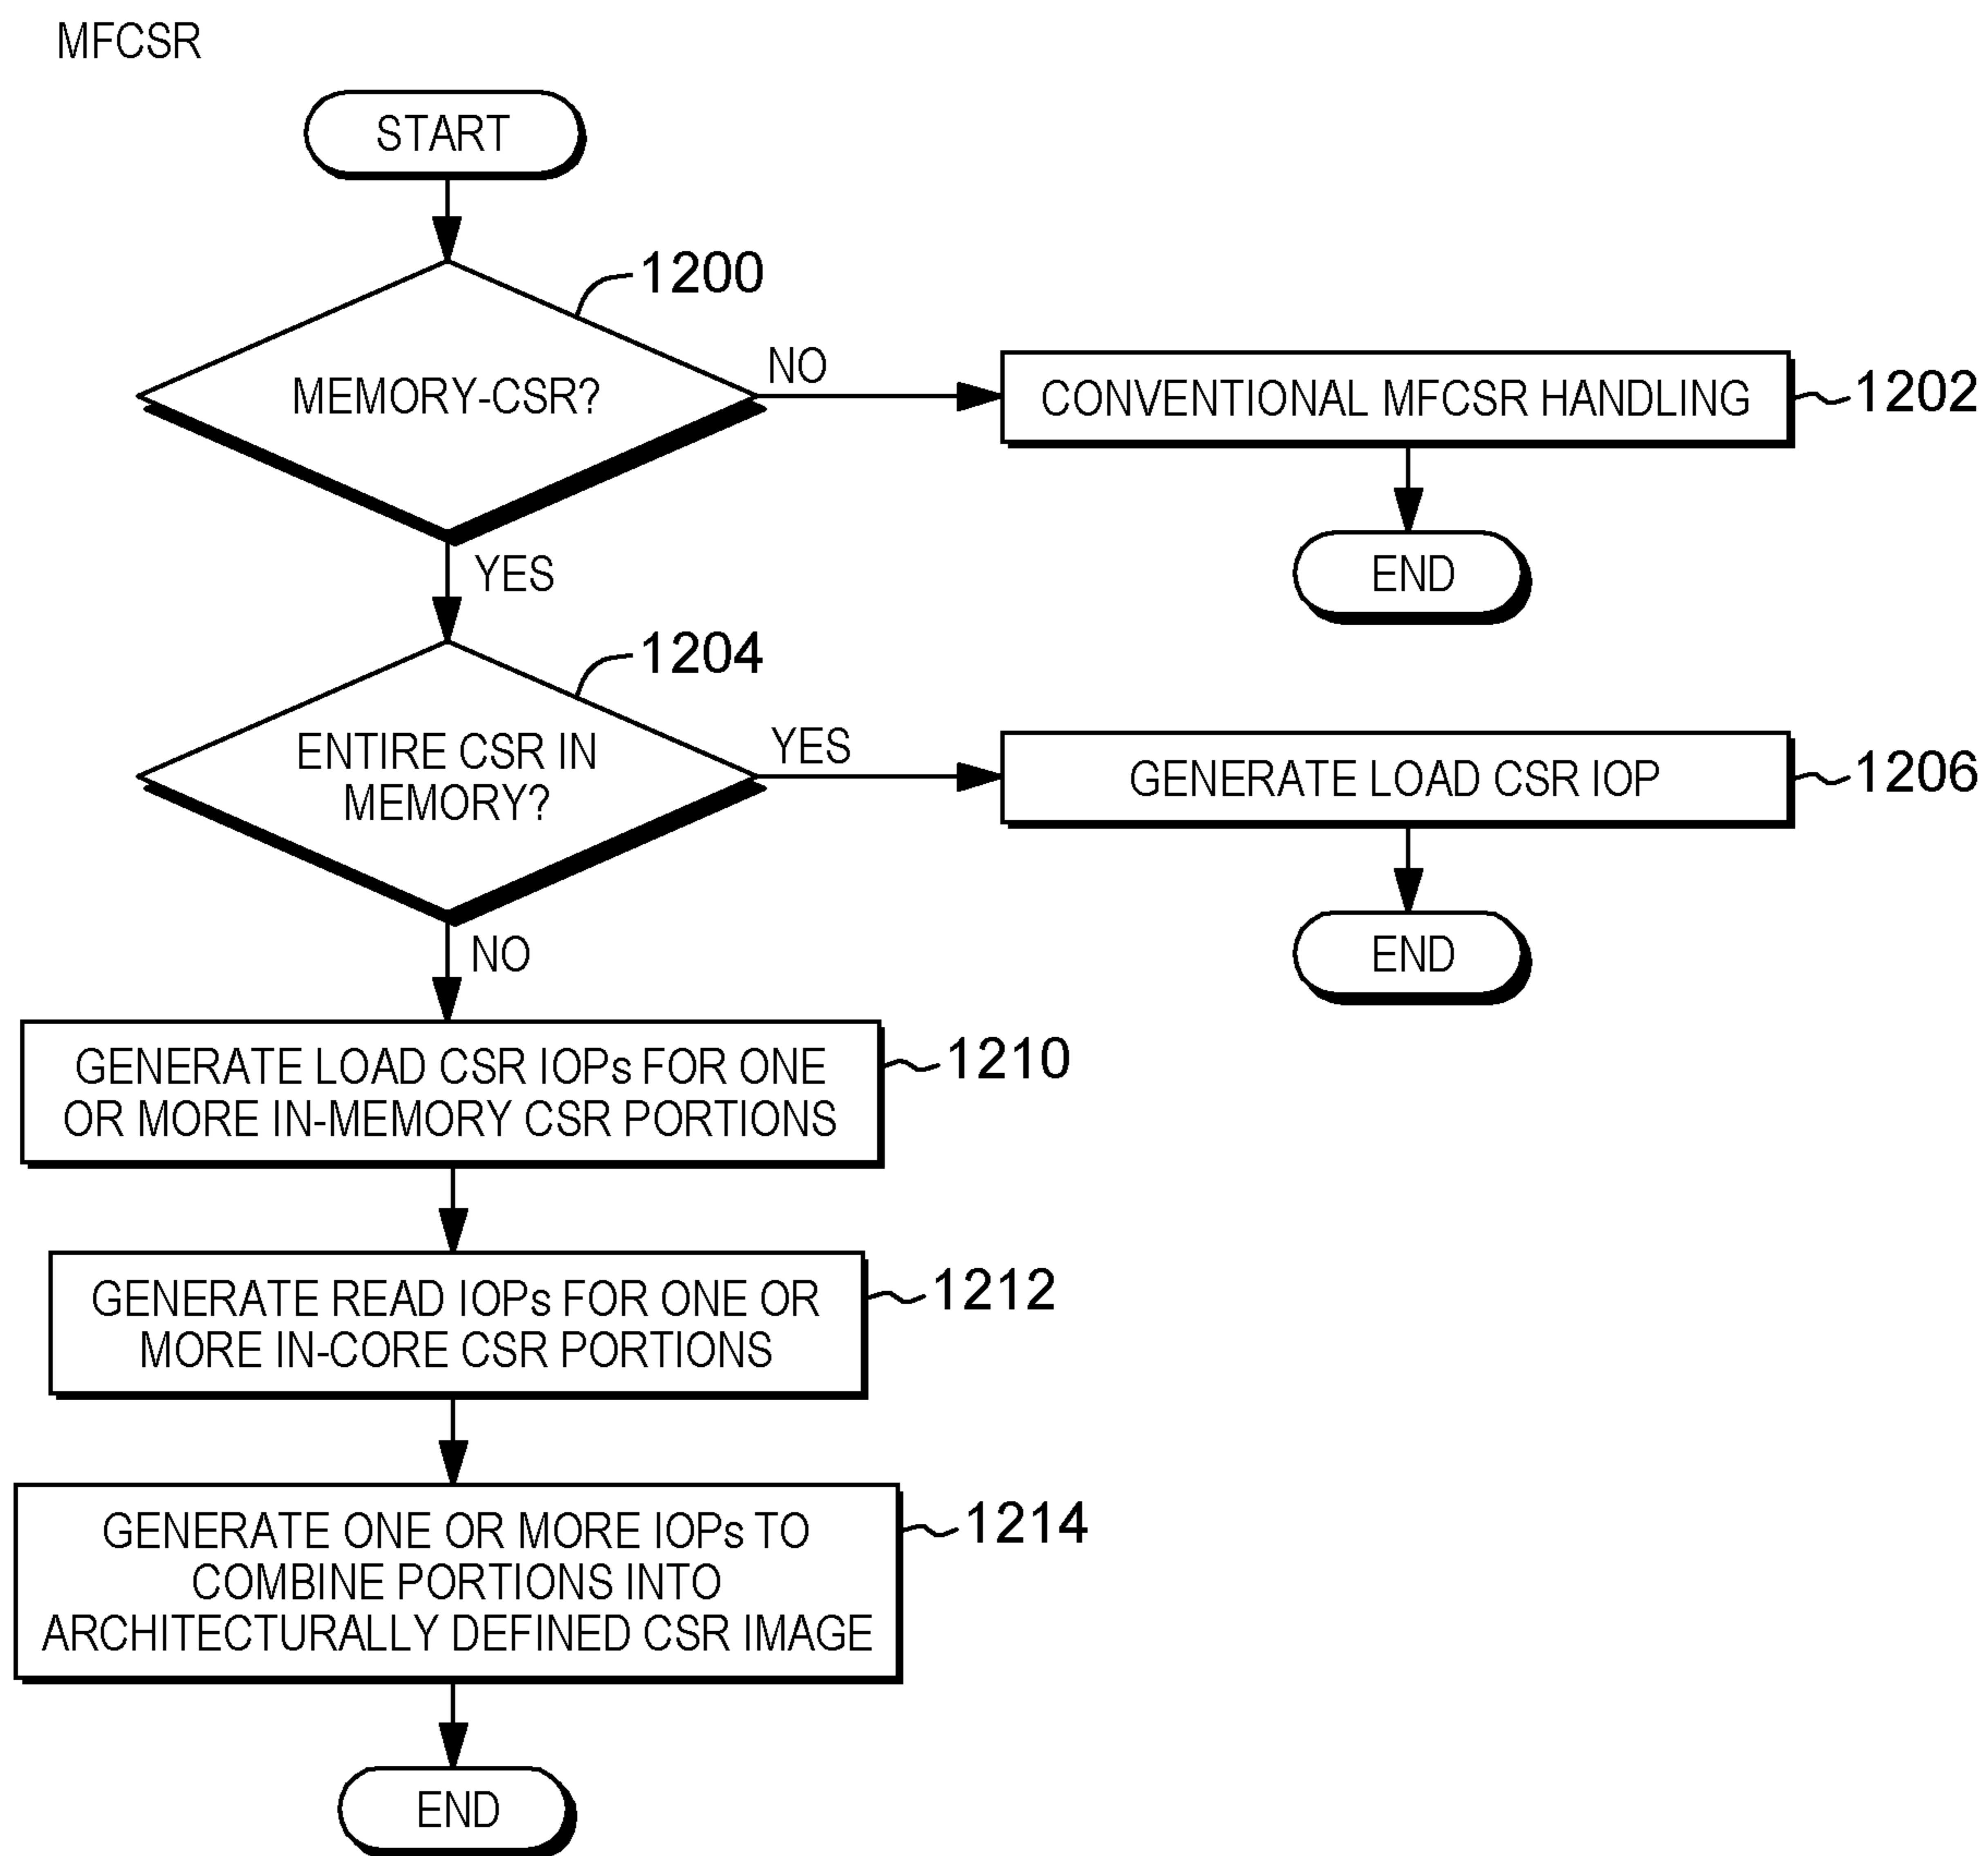 MFCSR
START
1200
MEMORY-CSR?
NO
CONVENTIONAL MFCSR HANDLING
1202
END
YES
1204
ENTIRE CSR IN
MEMORY?
YES
GENERATE LOAD CSR IOP
1206
END
NO
GENERATE LOAD CSR IOPs FOR ONE
OR MORE IN-MEMORY CSR PORTIONS
1210
GENERATE READ IOPs FOR ONE OR
MORE IN-CORE CSR PORTIONS
1212
GENERATE ONE OR MORE IOPs TO
COMBINE PORTIONS INTO
ARCHITECTURALLY DEFINED CSR IMAGE
1214
END